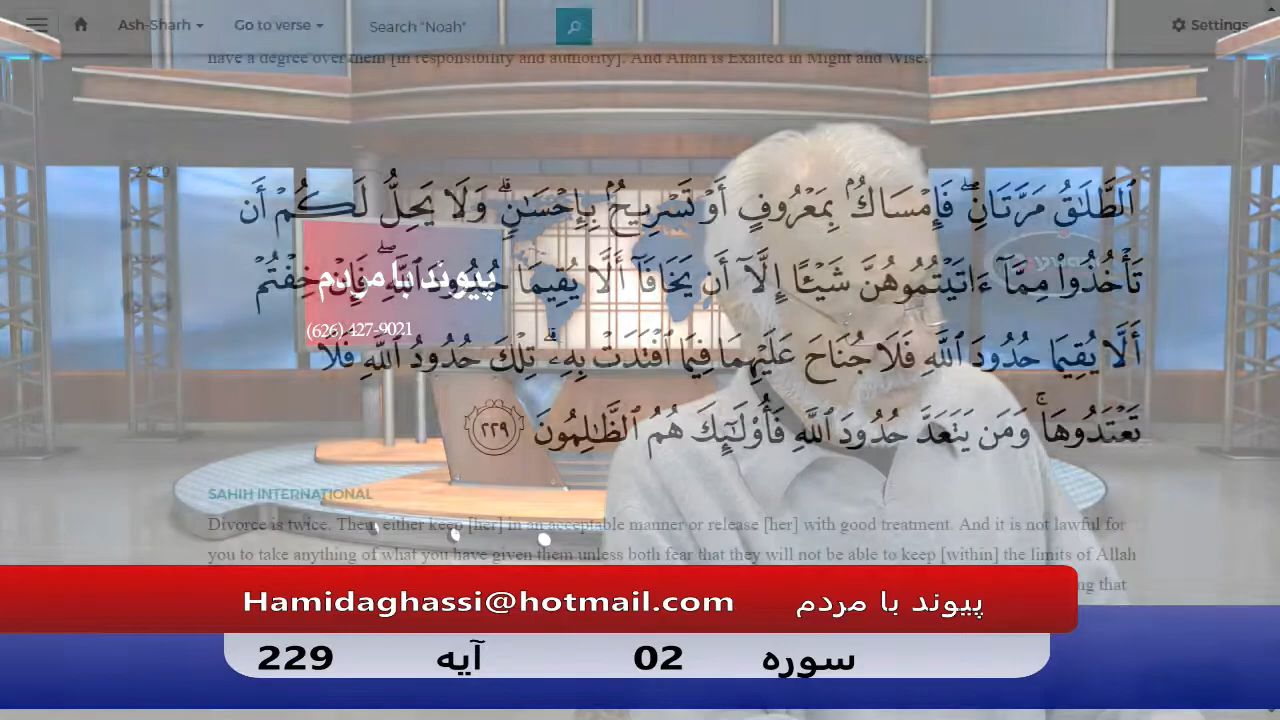 Ash-Sharh
Go to verse
Search "Noah"
Settings
have a degree over them [in responsibility and authority]. And Allah is Exalted in Might and Wise.
ٱلطَّلَٰقُ مَرَّتَانِ ۖ فَإِمْسَاكٌۢ بِمَعْرُوفٍ أَوْ تَسْرِيحٌۢ بِإِحْسَٰنٍ ۗ وَلَا يَحِلُّ لَكُمْ أَن
تَأْخُذُوا۟ مِمَّآ ءَاتَيْتُمُوهُنَّ شَيْـًٔا إِلَّآ أَن يَخَافَآ أَلَّا يُقِيمَا حُدُودَ ٱللَّهِ ۖ فَإِنْ خِفْتُمْ
أَلَّا يُقِيمَا حُدُودَ ٱللَّهِ فَلَا جُنَاحَ عَلَيْهِمَا فِيمَا ٱفْتَدَتْ بِهِۦ ۗ تِلْكَ حُدُودُ ٱللَّهِ فَلَا
تَعْتَدُوهَا ۚ وَمَن يَتَعَدَّ حُدُودَ ٱللَّهِ فَأُو۟لَٰٓئِكَ هُمُ ٱلظَّٰلِمُونَ ٢٢٩
پیوند با مردم
(626) 427-9021
SAHIH INTERNATIONAL
Divorce is twice. Then, either keep [her] in an acceptable manner or release [her] with good treatment. And it is not lawful for
you to take anything of what you have given them unless both fear that they will not be able to keep [within] the limits of Allah
that
Hamidaghassi@hotmail.com پیوند با مردم
سوره 02 آیه 229